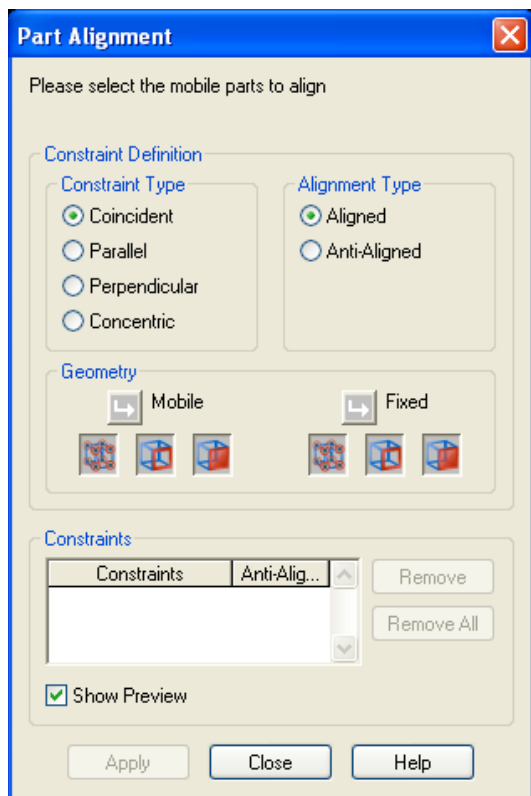 Part Alignment
Please select the mobile parts to align
Constraint Definition
Constraint Type
Coincident
Parallel
Perpendicular
Concentric
Alignment Type
Aligned
Anti-Aligned
Geometry
Mobile
Fixed
Constraints
Constraints Anti-Alig...
Remove
Remove All
Show Preview
Apply Close Help